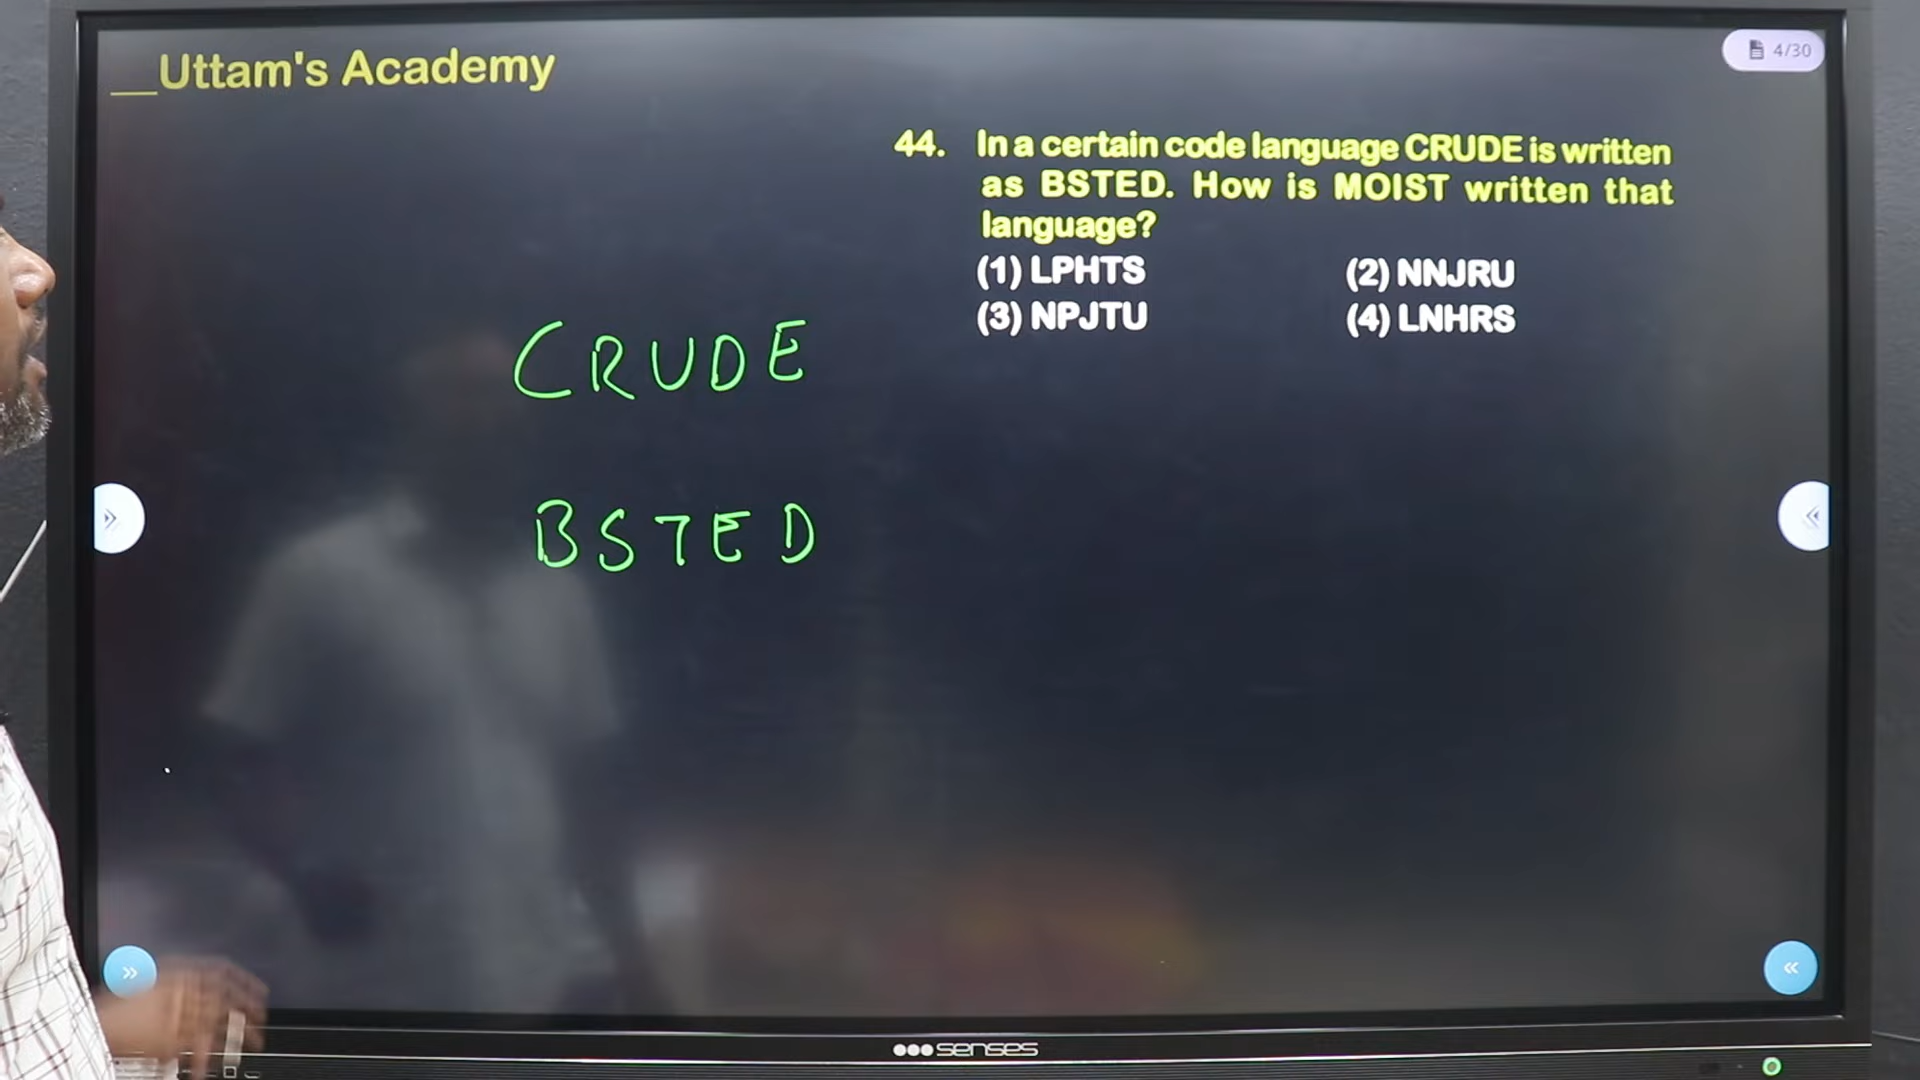 __Uttam's Academy
4/30
44. In a certain code language CRUDE is written
as BSTED. How is MOIST written that
language?
(1) LPHTS (2) NNJRU
(3) NPJTU (4) LNHRS
CRUDE
BSTED
senses